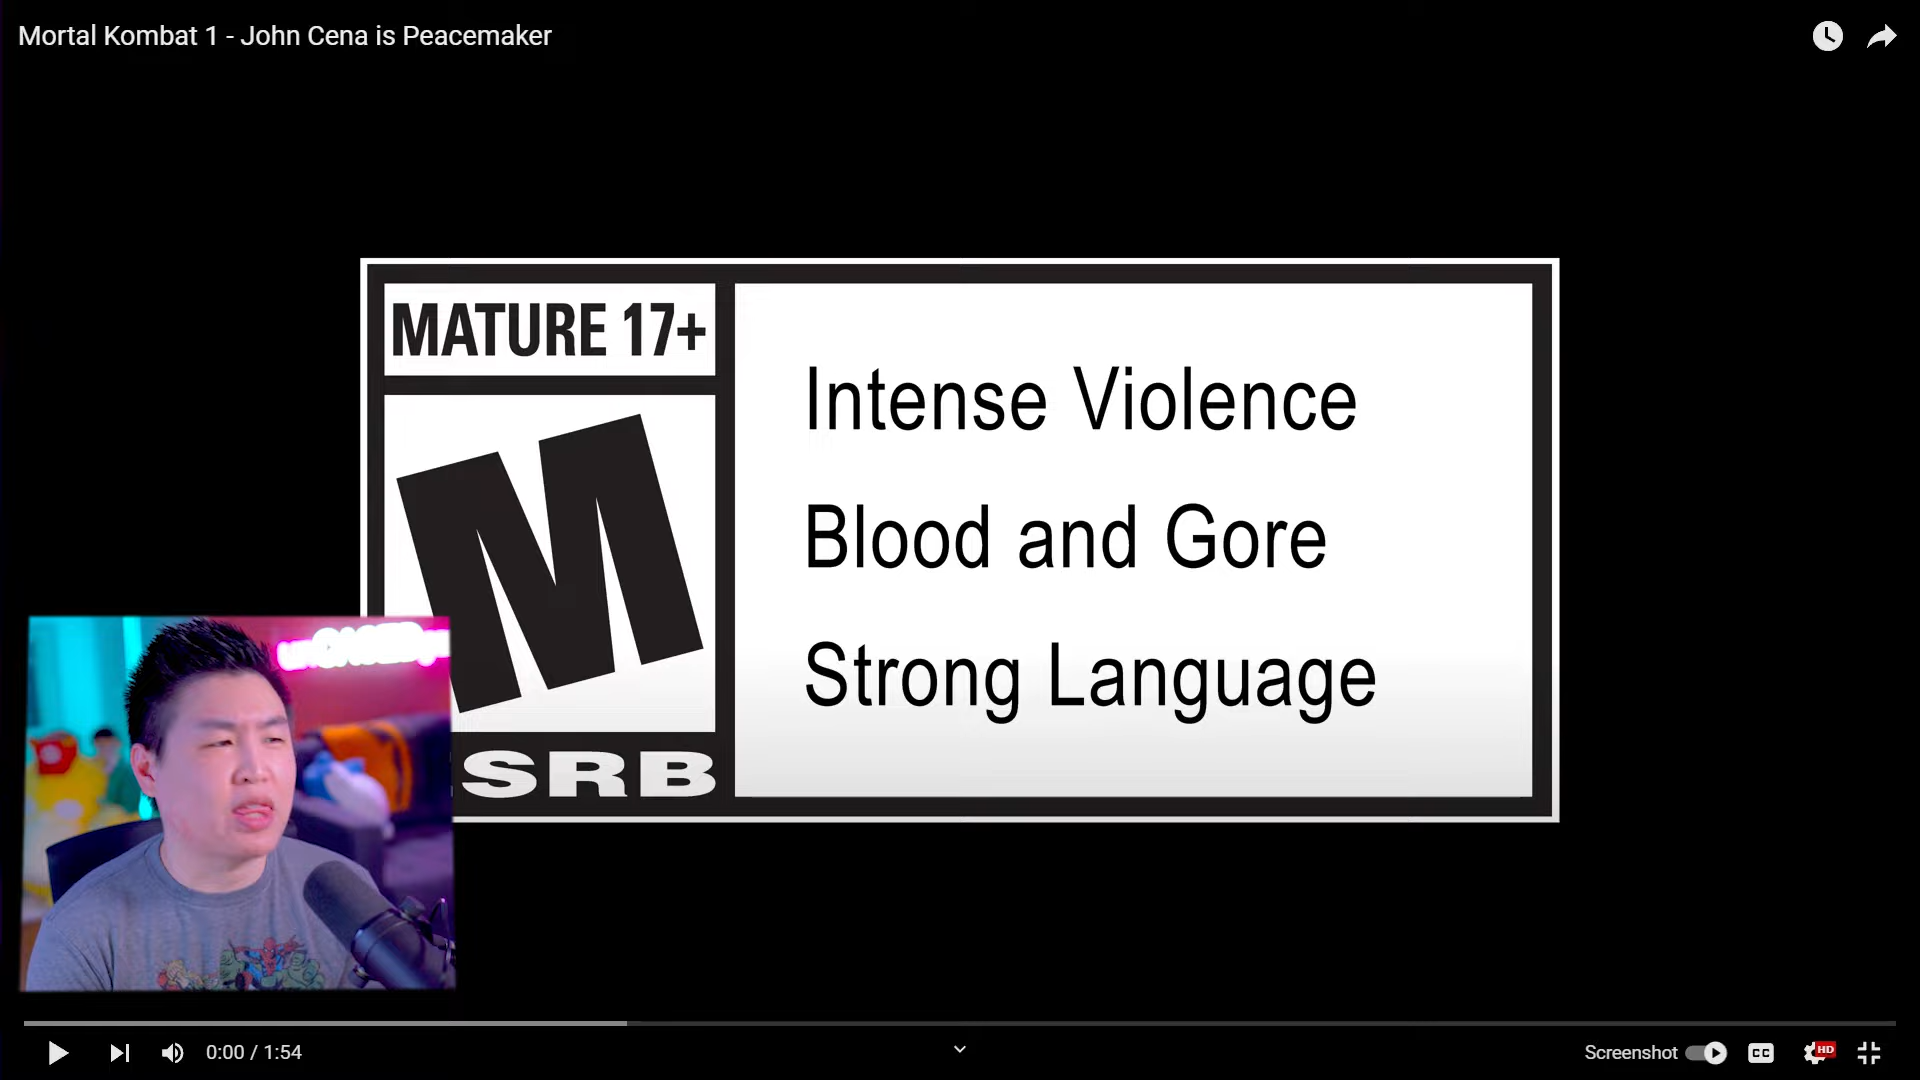 Mortal Kombat 1 - John Cena is Peacemaker
MATURE 17+
M
SRB
Intense Violence
Blood and Gore
Strong Language
0:00 / 1:54
Screenshot
CC
HD